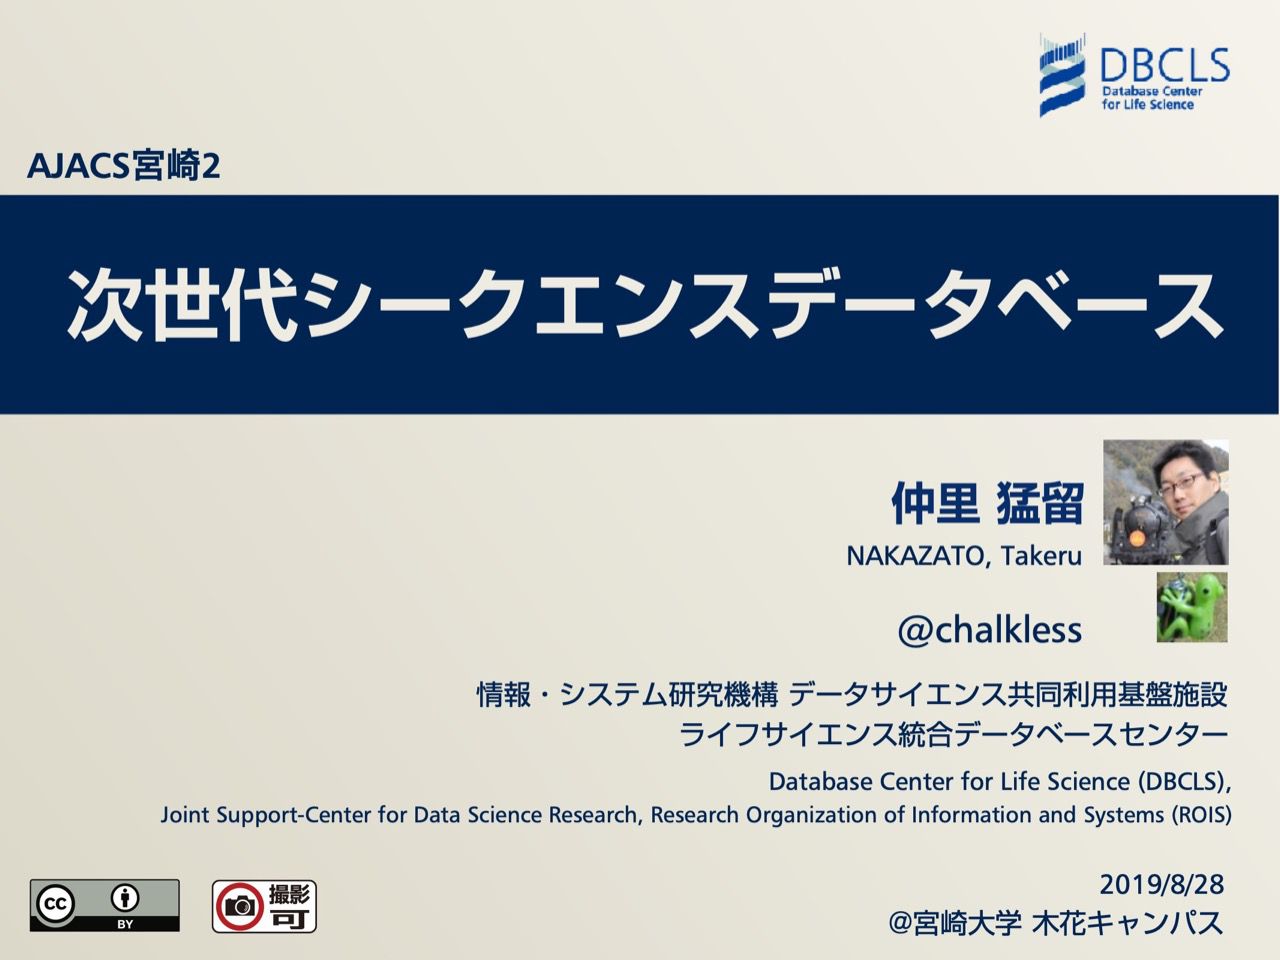 DBCLS
Database Center
for Life Science
AJACS宮崎2
次世代シークエンスデータベース
仲里 猛留
NAKAZATO, Takeru
@chalkless
情報・システム研究機構 データサイエンス共同利用基盤施設
ライフサイエンス統合データベースセンター
Database Center for Life Science (DBCLS),
Joint Support-Center for Data Science Research, Research Organization of Information and Systems (ROIS)
cc
BY
撮影
可
2019/8/28
@宮崎大学 木花キャンパス